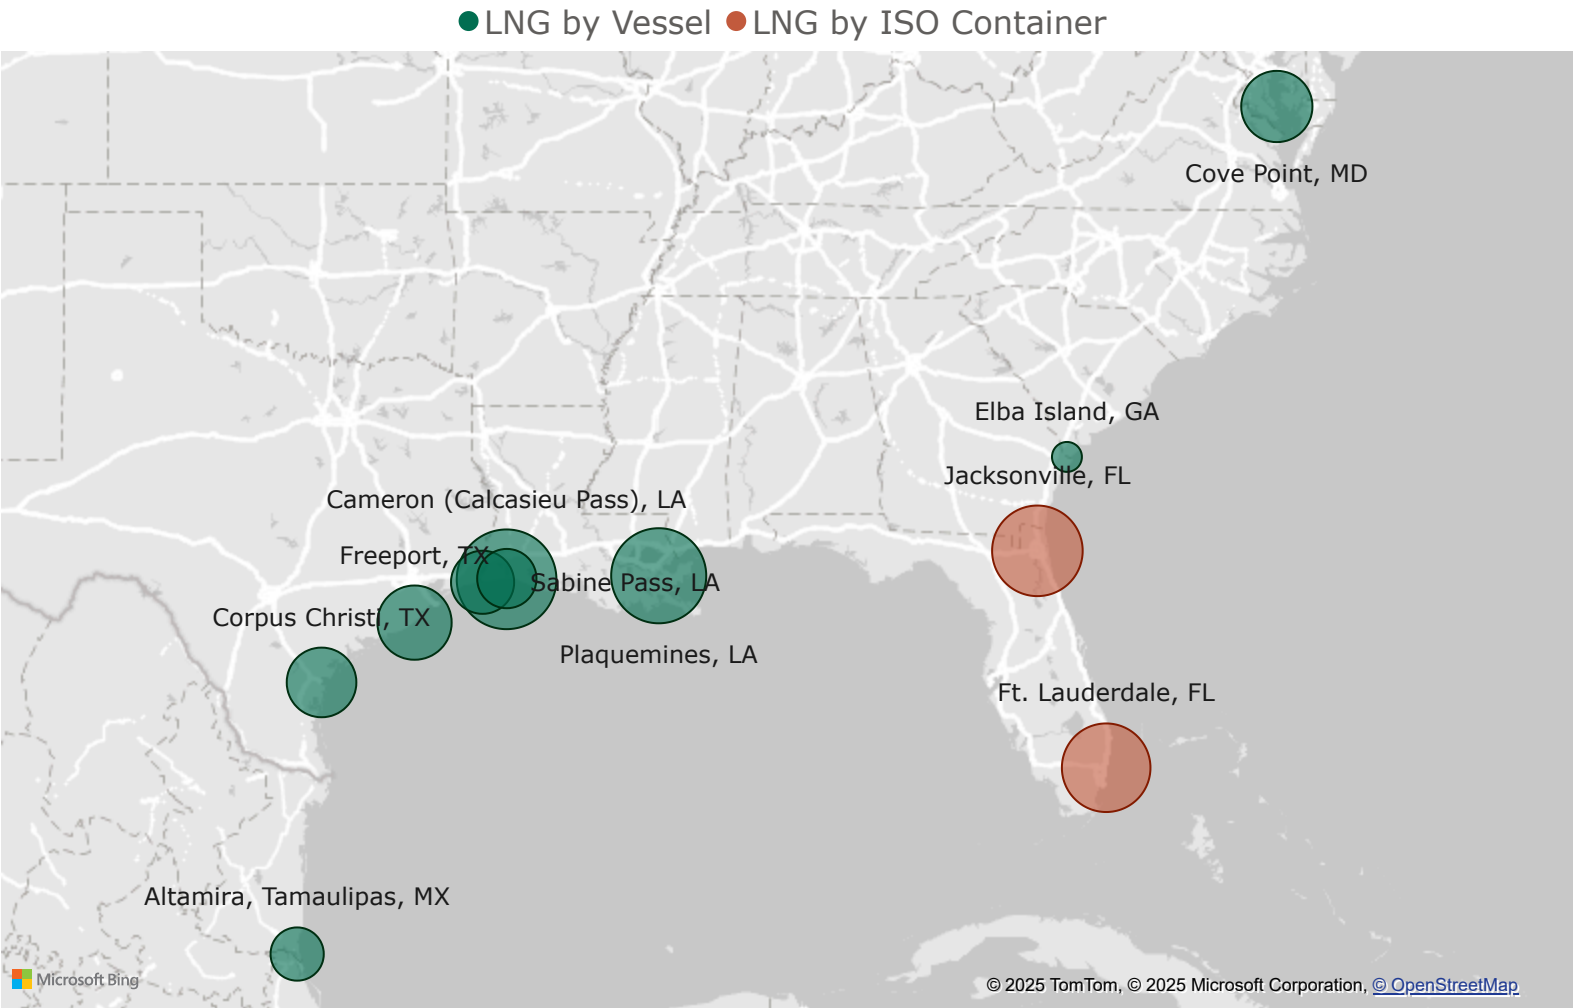 LNG by Vessel LNG by ISO Container
Cove Point, MD
Elba Island, GA
Jacksonville, FL
Cameron (Calcasieu Pass), LA
Freeport, TX
Sabine Pass, LA
Corpus Christi, TX
Plaquemines, LA
Ft. Lauderdale, FL
Altamira, Tamaulipas, MX
Microsoft Bing
© 2025 TomTom, © 2025 Microsoft Corporation, © OpenStreetMap